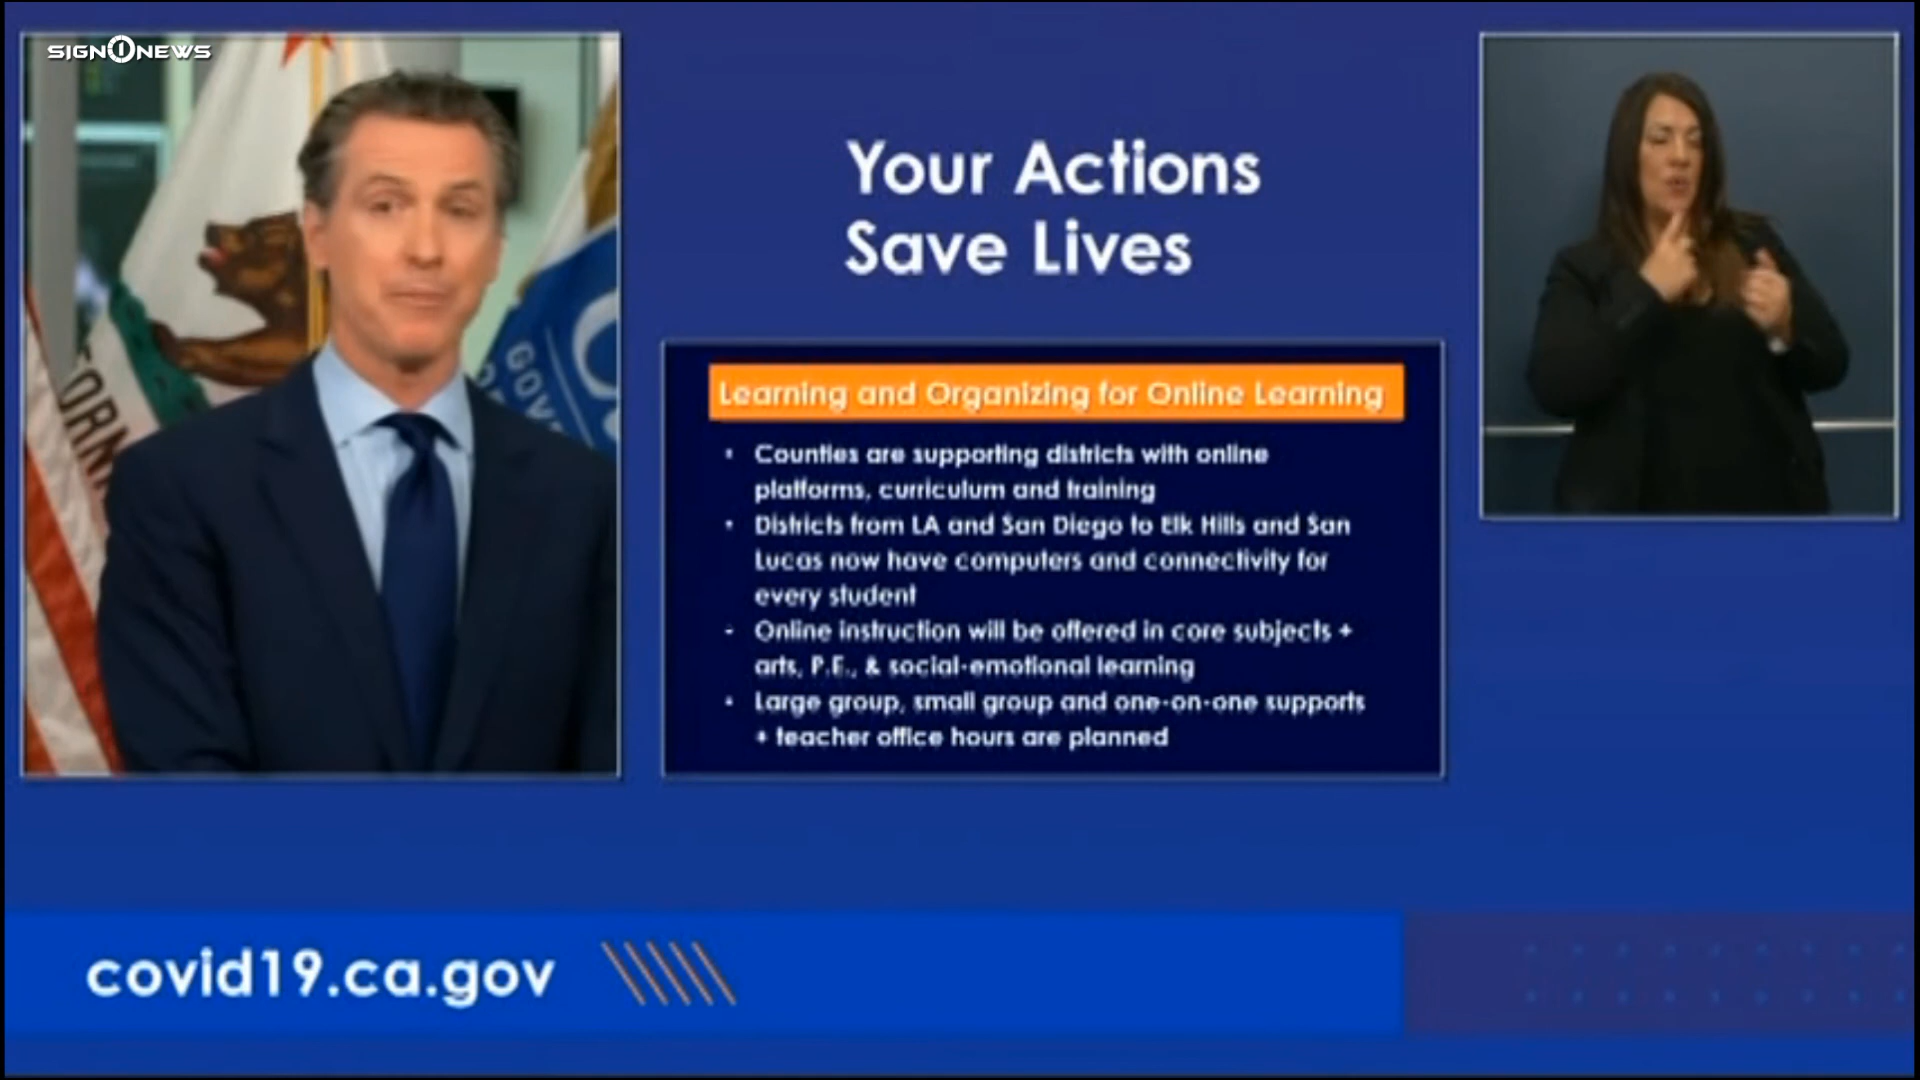 SIGN1NEWS
Your Actions
Save Lives
Learning and Organizing for Online Learning
• Counties are supporting districts with online
platforms, curriculum and training
• Districts from LA and San Diego to Elk Hills and San
Lucas now have computers and connectivity for
every student
- Online instruction will be offered in core subjects +
arts, P.E., & social-emotional learning
• Large group, small group and one-on-one supports
+ teacher office hours are planned
GOV
covid19.ca.gov